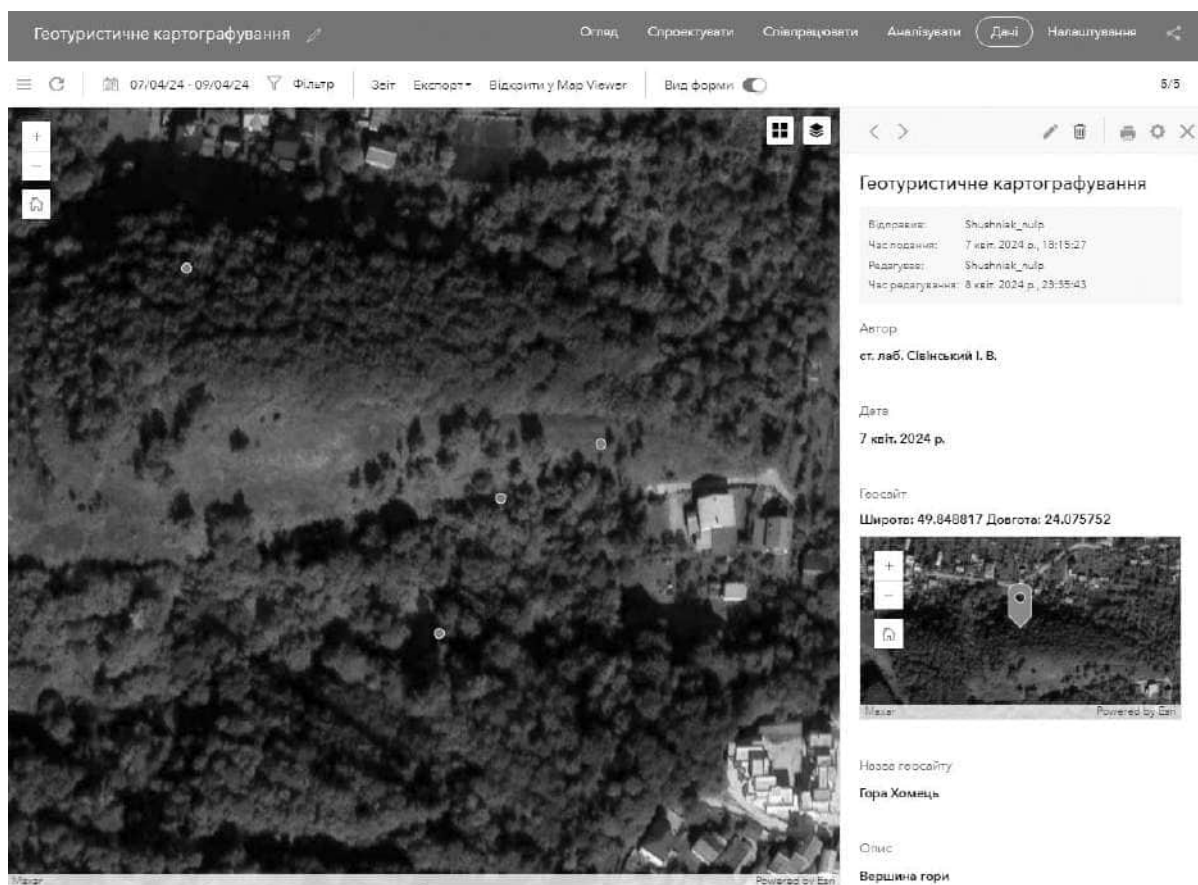 Геотуристичне картографування
Огляд Спроектувати Співпрацювати Аналізувати Дані Налаштування
07/04/24 - 09/04/24 Фільтр Звіт Експорт Відкрити у Map Viewer Вид форми 5/5
Геотуристичне картографування
Відправив: Shushniak_nulp
Час подання: 7 квіт. 2024 р., 18:15:27
Редагував: Shushniak_nulp
Час редагування: 8 квіт. 2024 р., 23:35:43
Автор
ст. лаб. Сівінський І. В.
Дата
7 квіт. 2024 р.
Геосайт
Широта: 49.848817 Довгота: 24.075752
Maxar Powered by Esri
Назва геосайту
Гора Хомець
Опис
Вершина гори
Maxar Powered by Esri